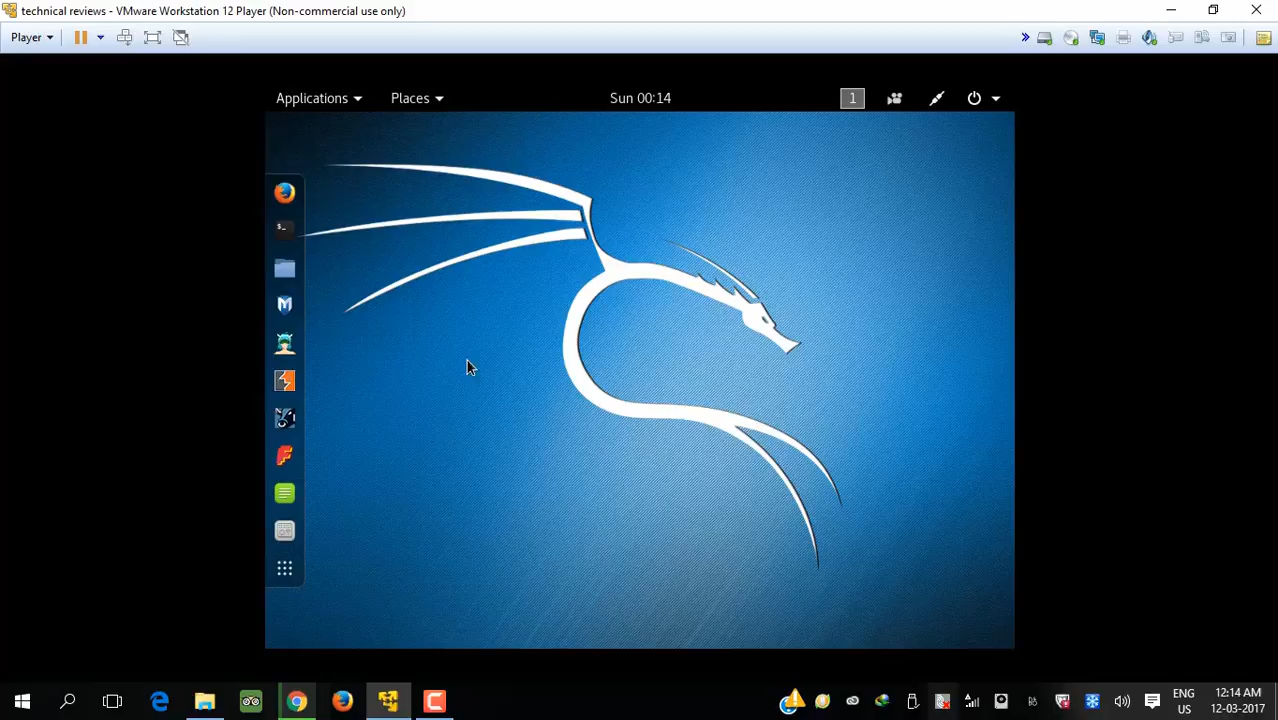 technical reviews - VMware Workstation 12 Player (Non-commercial use only)
Player
Applications Places Sun 00:14 1
ENG 12:14 AM
US 12-03-2017